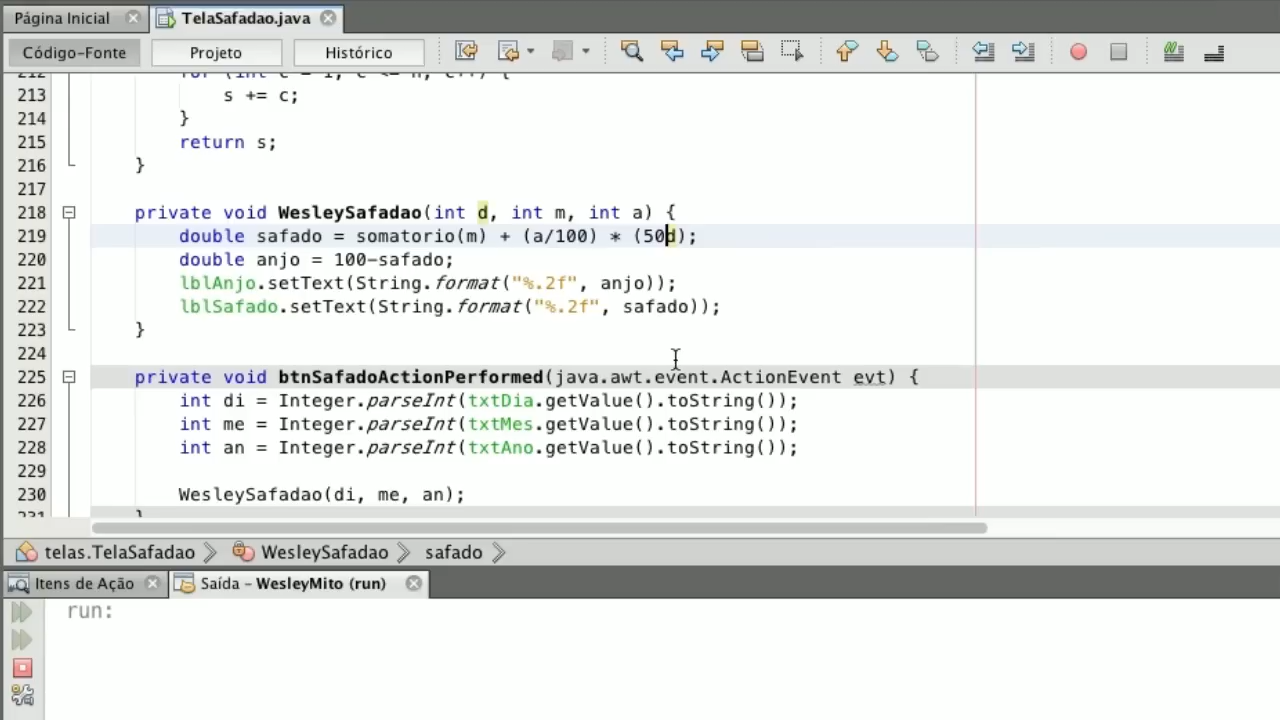 Página Inicial TelaSafadao.java
Código-Fonte Projeto Histórico
213 s += c;
214 }
215 return s;
216 }
217
218 private void WesleySafadao(int d, int m, int a) {
219 double safado = somatorio(m) + (a/100) * (50d);
220 double anjo = 100-safado;
221 lblAnjo.setText(String.format("%.2f", anjo));
222 lblSafado.setText(String.format("%.2f", safado));
223 }
224
225 private void btnSafadoActionPerformed(java.awt.event.ActionEvent evt) {
226 int di = Integer.parseInt(txtDia.getValue().toString());
227 int me = Integer.parseInt(txtMes.getValue().toString());
228 int an = Integer.parseInt(txtAno.getValue().toString());
229
230 WesleySafadao(di, me, an);
telas.TelaSafadao WesleySafadao safado
Itens de Ação Saída – WesleyMito (run)
run: